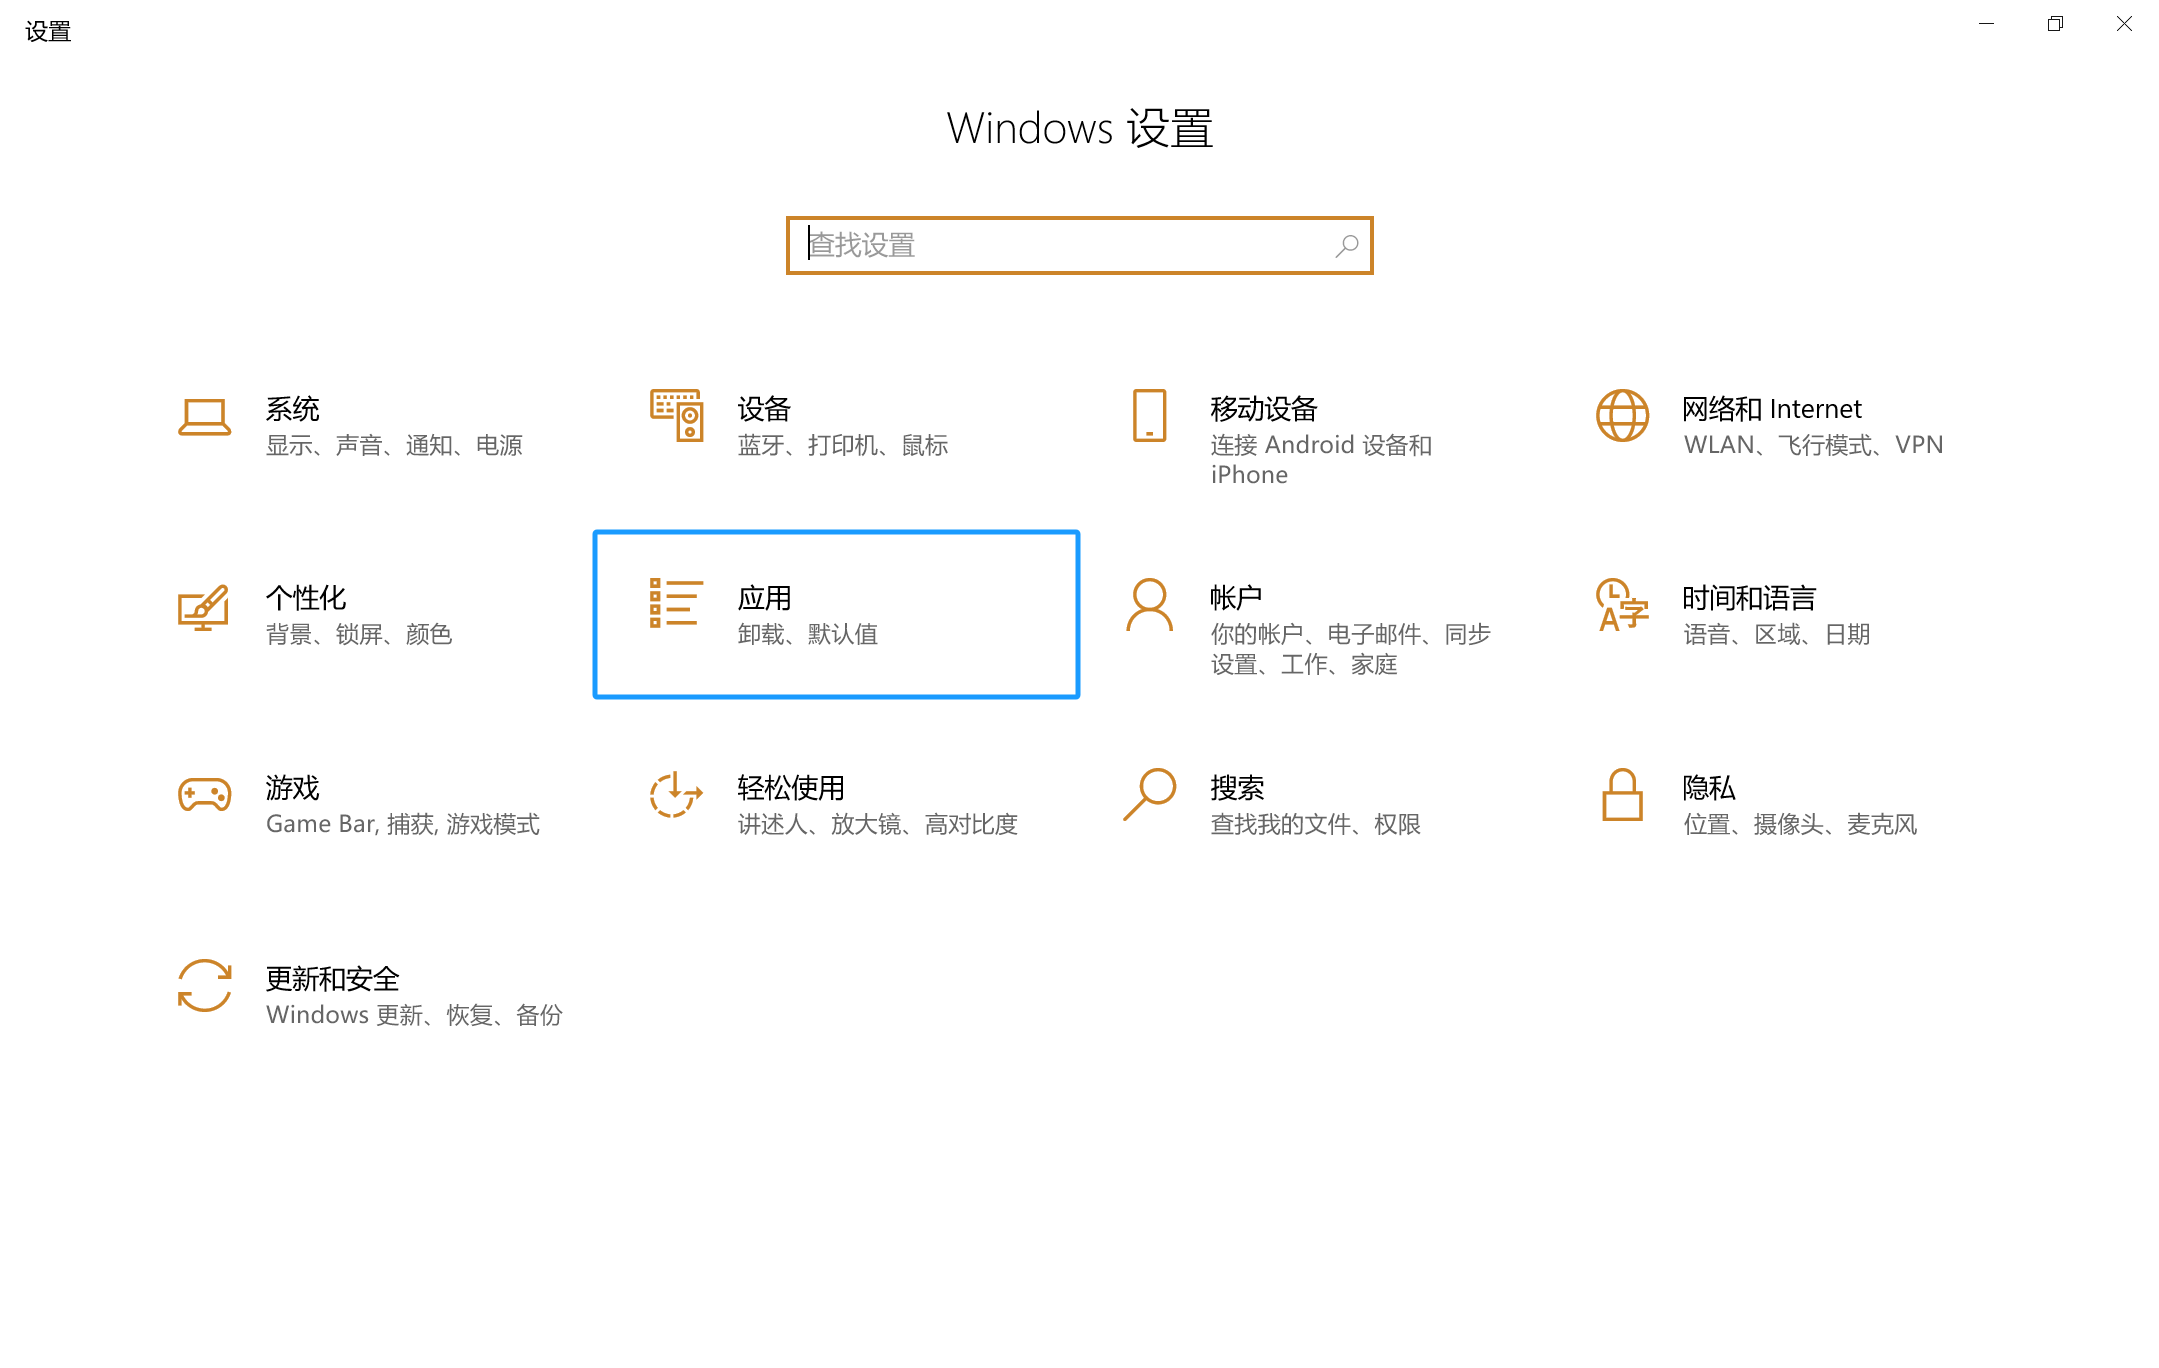 设置
Windows 设置
查找设置
系统
显示、声音、通知、电源
设备
蓝牙、打印机、鼠标
移动设备
连接 Android 设备和
iPhone
网络和 Internet
WLAN、飞行模式、VPN
个性化
背景、锁屏、颜色
应用
卸载、默认值
帐户
你的帐户、电子邮件、同步
设置、工作、家庭
时间和语言
语音、区域、日期
游戏
Game Bar, 捕获, 游戏模式
轻松使用
讲述人、放大镜、高对比度
搜索
查找我的文件、权限
隐私
位置、摄像头、麦克风
更新和安全
Windows 更新、恢复、备份